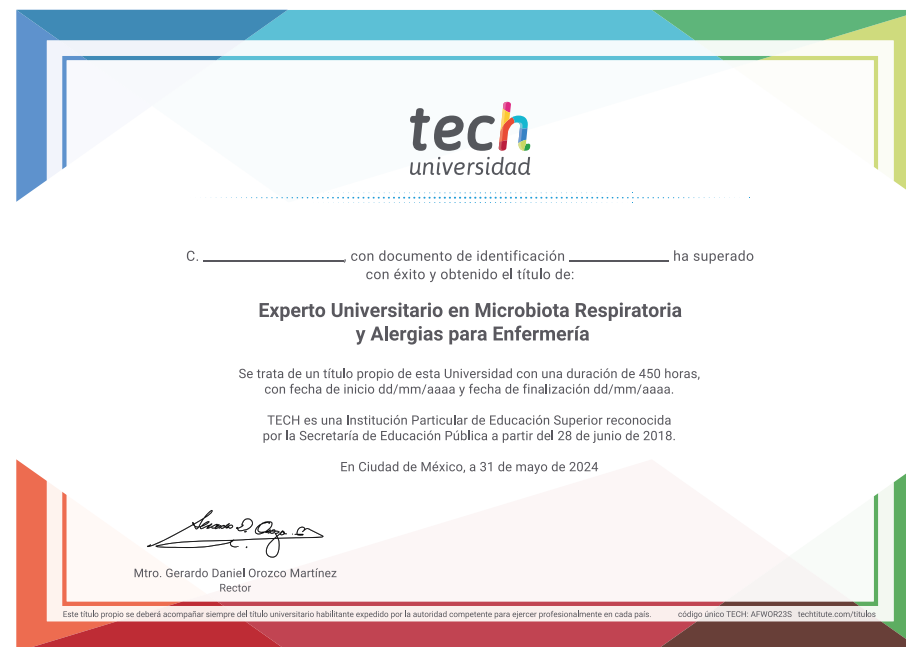 tech
universidad
C. ____________, con documento de identificación ____________ ha superado
con éxito y obtenido el título de:
Experto Universitario en Microbiota Respiratoria
y Alergias para Enfermería
Se trata de un título propio de esta Universidad con una duración de 450 horas,
con fecha de inicio dd/mm/aaaa y fecha de finalización dd/mm/aaaa.
TECH es una Institución Particular de Educación Superior reconocida
por la Secretaría de Educación Pública a partir del 28 de junio de 2018.
En Ciudad de México, a 31 de mayo de 2024
Mtro. Gerardo Daniel Orozco Martínez
Rector
Este título propio se deberá acompañar siempre del título universitario habilitante expedido por la autoridad competente para ejercer profesionalmente en cada país. código único TECH: AFWOR23S techtitute.com/titulos